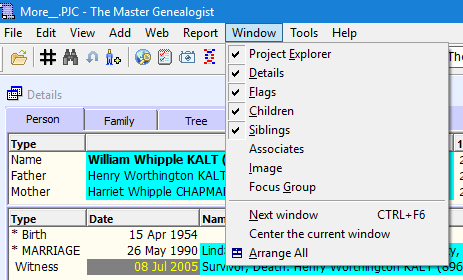 More__.PJC - The Master Genealogist
File Edit View Add Web Report Window Tools Help
Project Explorer
Details
Flags
Children
Siblings
Associates
Image
Focus Group
Next window CTRL+F6
Center the current window
Arrange All
Details
Person Family Tree
Type
Name William Whipple KALT (
Father Henry Worthington KALT (
Mother Harriet Whipple CHAPMA
Type Date Nam
* Birth 15 Apr 1954
* MARRIAGE 26 May 1990 Linda
Witness 08 Jul 2005 Survivor, Death: Henry Worthington KALT (896